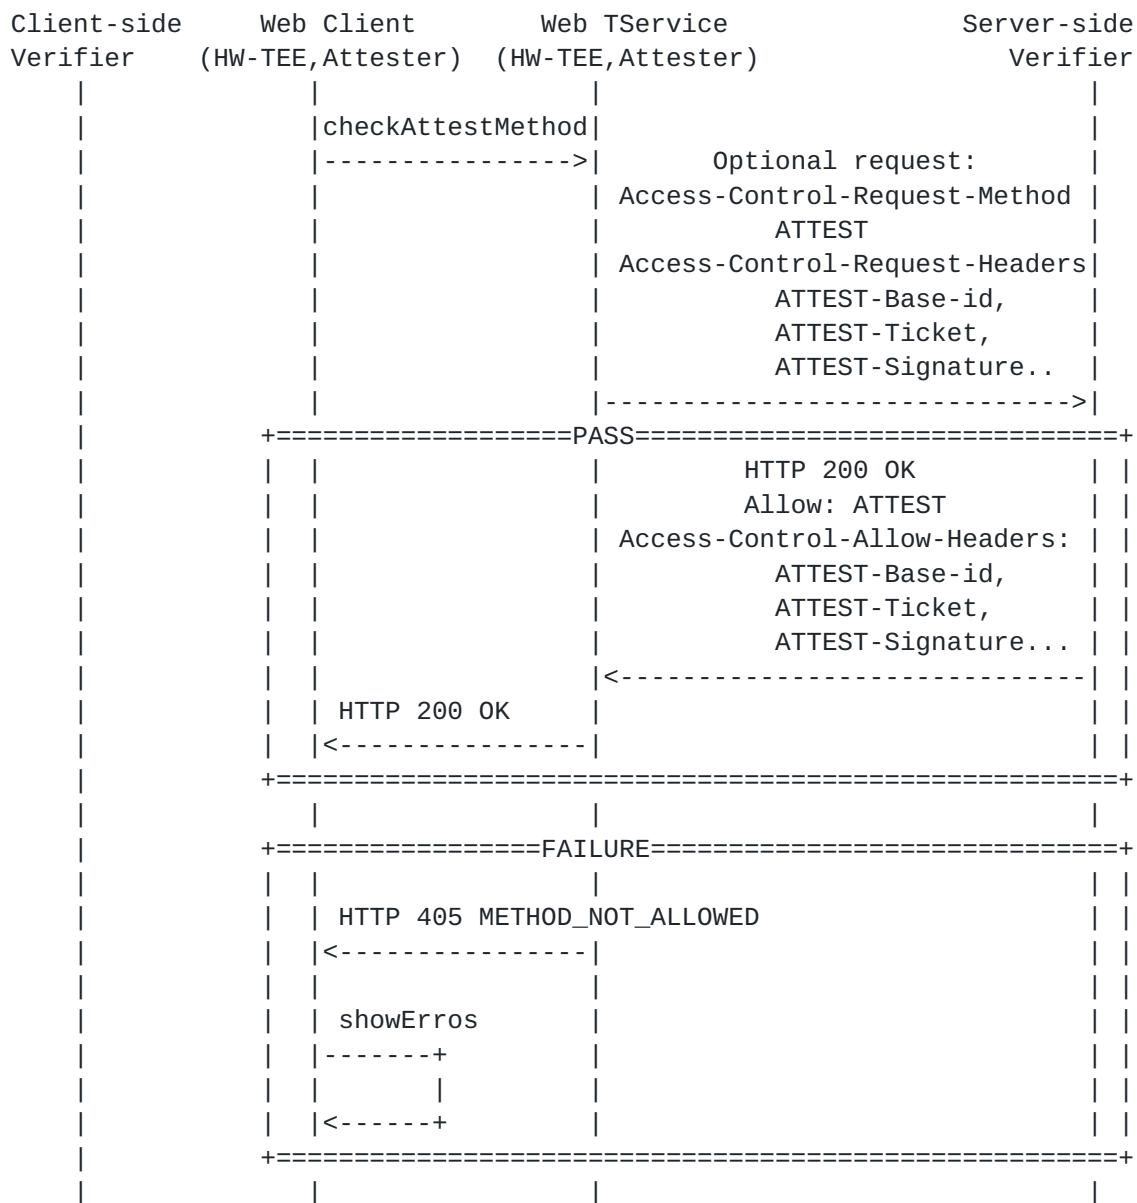 Client-side Web Client Web TService Server-side
Verifier (HW-TEE,Attester) (HW-TEE,Attester) Verifier
checkAttestMethod
Optional request:
Access-Control-Request-Method
ATTEST
Access-Control-Request-Headers
ATTEST-Base-id,
ATTEST-Ticket,
ATTEST-Signature..
PASS
HTTP 200 OK
Allow: ATTEST
Access-Control-Allow-Headers:
ATTEST-Base-id,
ATTEST-Ticket,
ATTEST-Signature...
HTTP 200 OK
FAILURE
HTTP 405 METHOD_NOT_ALLOWED
showErros